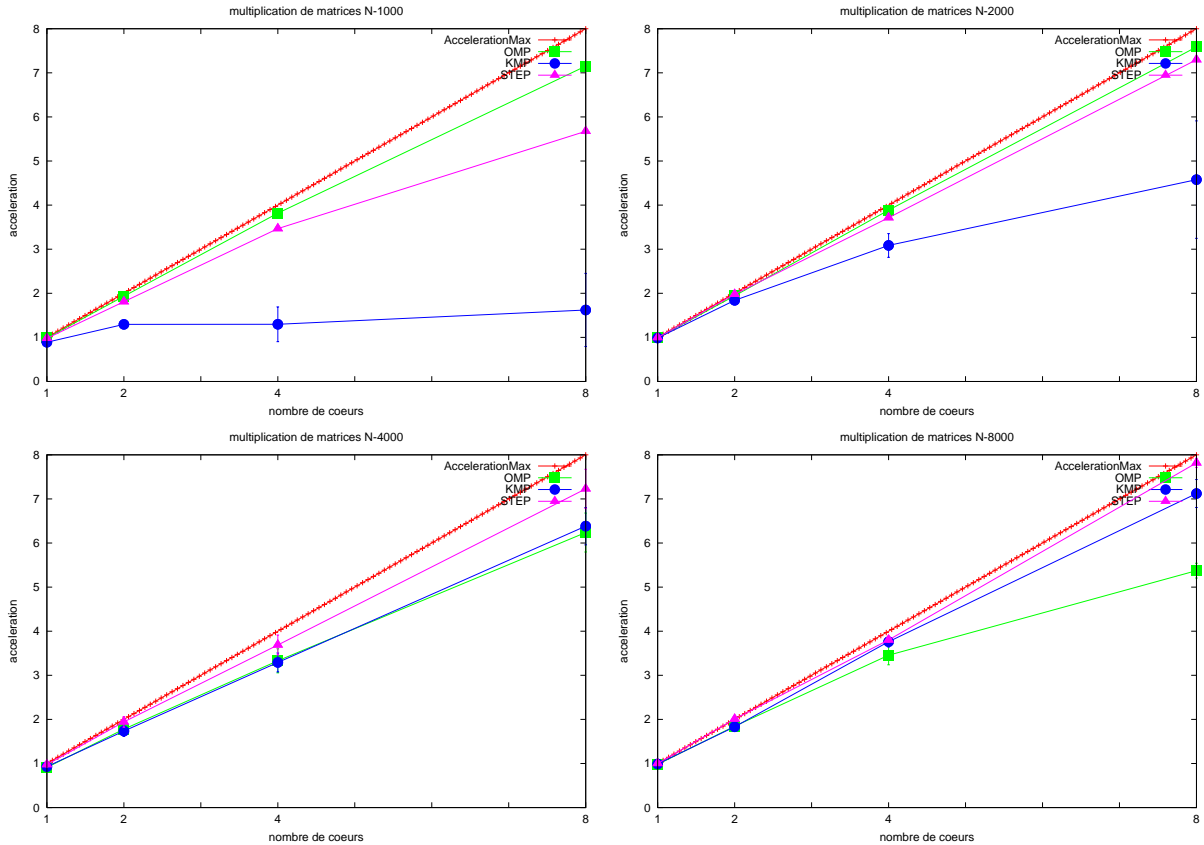 multiplication de matrices N-1000
8
7
6
5
4
3
2
1
0
acceleration
AccelerationMax
OMP
KMP
STEP
1
2
4
8
nombre de coeurs
multiplication de matrices N-2000
8
7
6
5
4
3
2
1
0
acceleration
AccelerationMax
OMP
KMP
STEP
1
2
4
8
nombre de coeurs
multiplication de matrices N-4000
8
7
6
5
4
3
2
1
0
acceleration
AccelerationMax
OMP
KMP
STEP
1
2
4
8
nombre de coeurs
multiplication de matrices N-8000
8
7
6
5
4
3
2
1
0
acceleration
AccelerationMax
OMP
KMP
STEP
1
2
4
8
nombre de coeurs